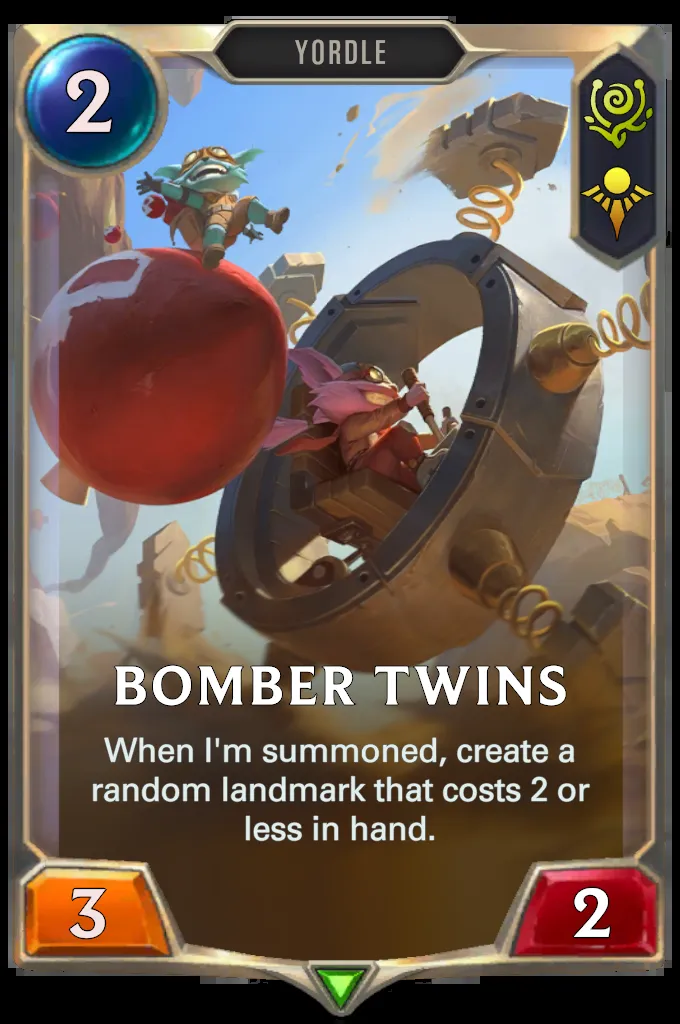 YORDLE
2
BOMBER TWINS
When I'm summoned, create a
random landmark that costs 2 or
less in hand.
3
2